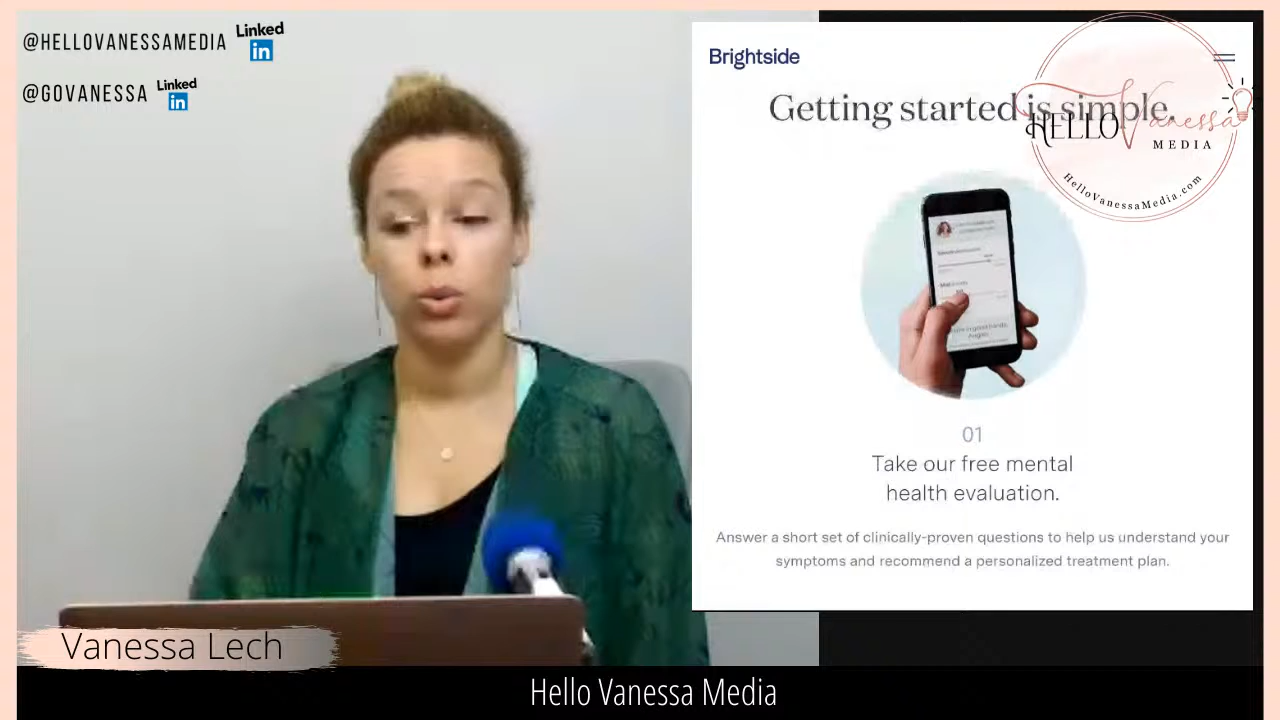 @HELLOVANESSAMEDIA Linked in
@GOVANESSA Linked in
Brightside
Getting started is simple.
HELLO Vanessa
MEDIA
HelloVanessaMedia.com
01
Take our free mental
health evaluation.
Answer a short set of clinically-proven questions to help us understand your
symptoms and recommend a personalized treatment plan.
Vanessa Lech
Hello Vanessa Media